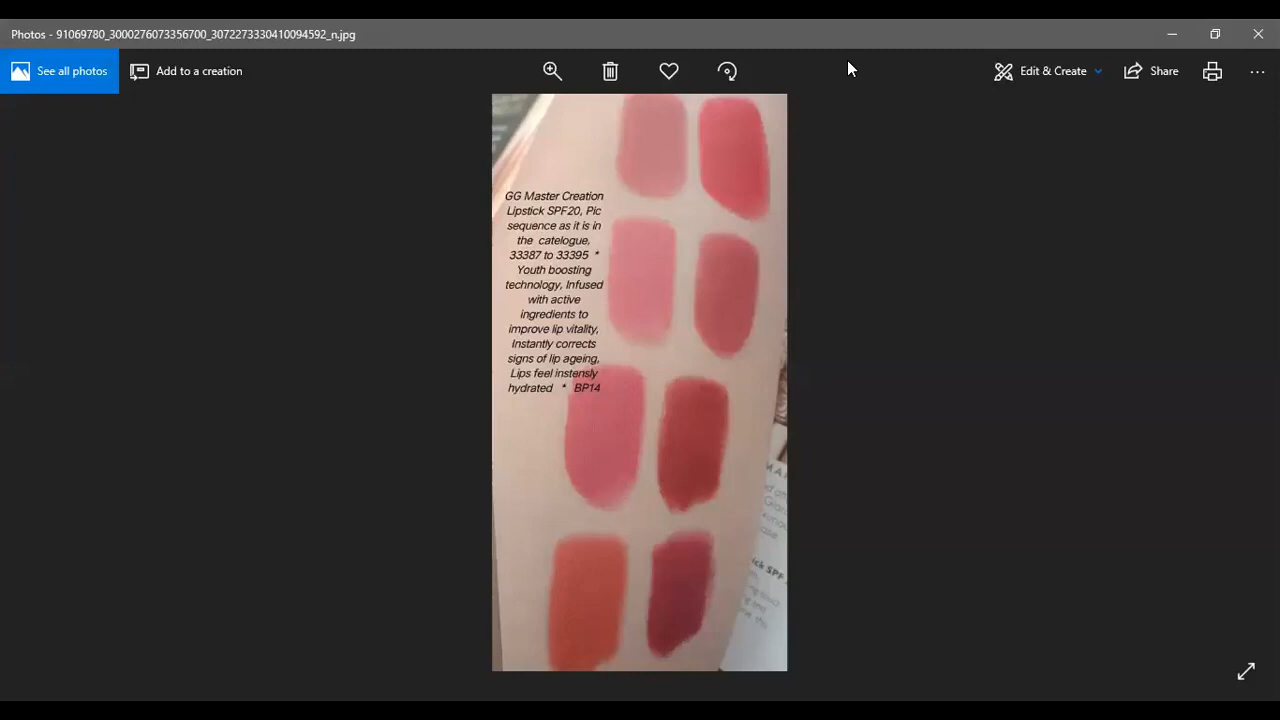 Photos - 91069780_3000276073356700_3072273330410094592_n.jpg
See all photos
Add to a creation
Edit & Create
Share
GG Master Creation
Lipstick SPF20, Pic
sequence as it is in
the catelogue,
33387 to 33395 *
Youth boosting
technology, Infused
with active
ingredients to
improve lip vitality,
Instantly corrects
signs of lip ageing,
Lips feel instensly
hydrated * BP14